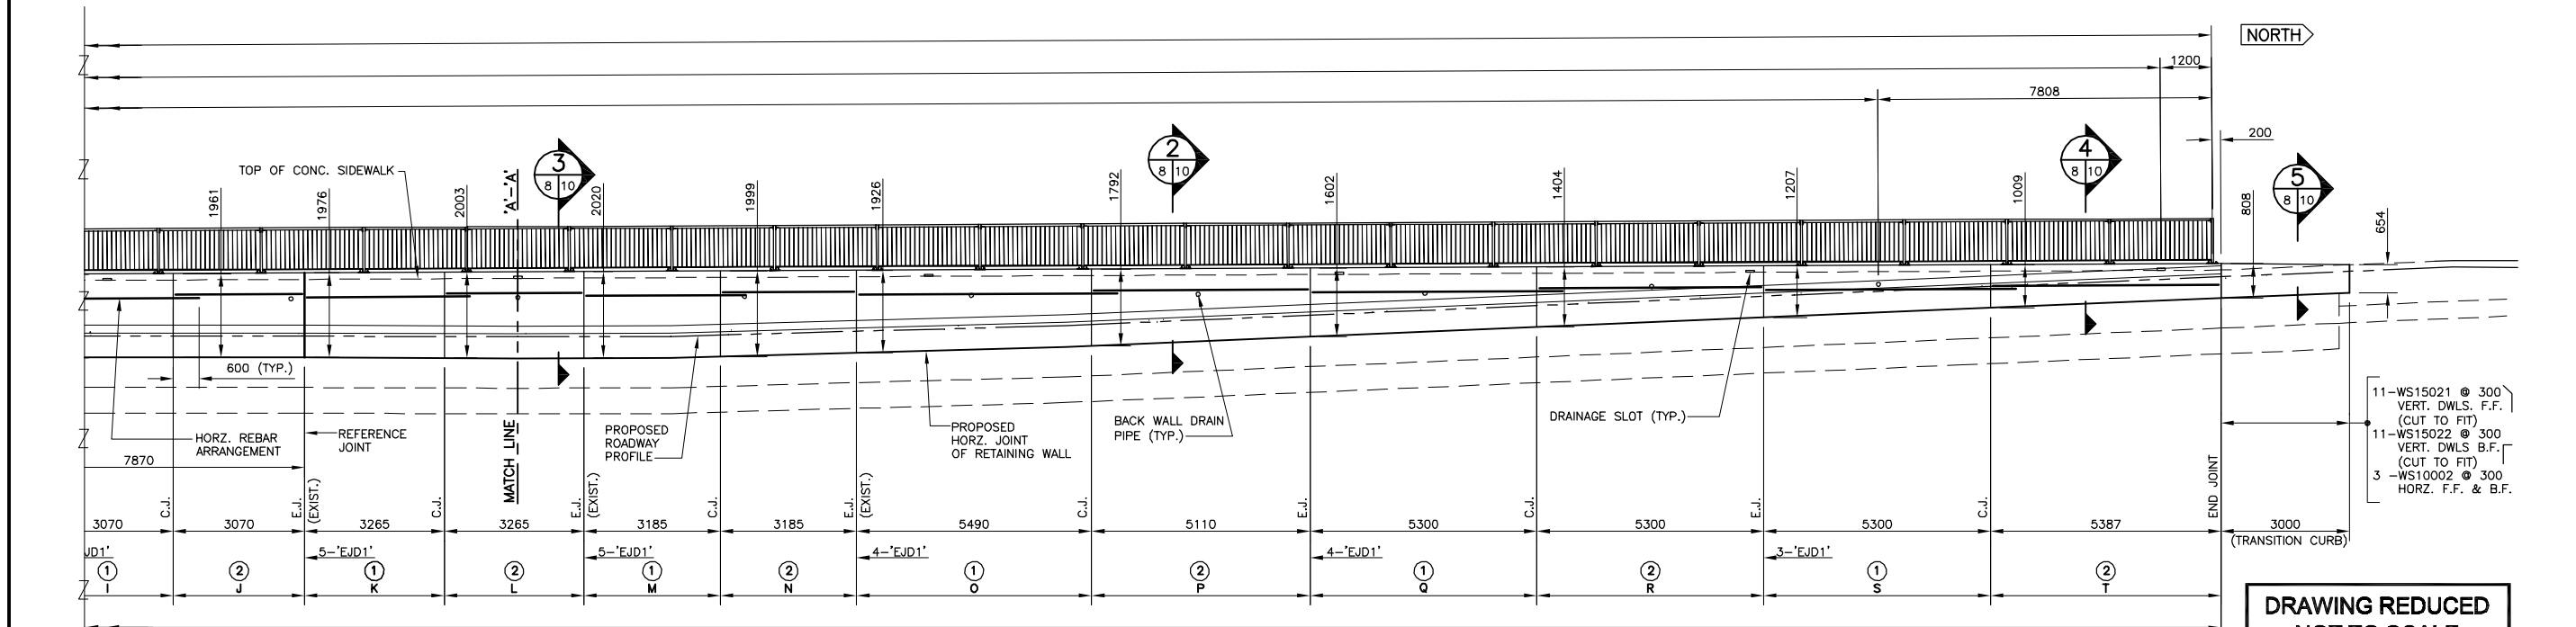 NORTH
1200
7808
200
TOP OF CONC. SIDEWALK
3
8 10
2
8 10
4
8 10
5
8 10
1961
1976
2003
'A'-'A'
2020
1999
1926
1792
1602
1404
1207
1009
808
654
600 (TYP.)
HORZ. REBAR
ARRANGEMENT
REFERENCE
JOINT
MATCH LINE
PROPOSED
ROADWAY
PROFILE
PROPOSED
HORZ. JOINT
OF RETAINING WALL
BACK WALL DRAIN
PIPE (TYP.)
DRAINAGE SLOT (TYP.)
11-WS15021 @ 300
VERT. DWLS. F.F.
(CUT TO FIT)
11-WS15022 @ 300
VERT. DWLS B.F.
(CUT TO FIT)
3 -WS10002 @ 300
HORZ. F.F. & B.F.
7870
C.J.
E.J.
(EXIST.)
C.J.
E.J.
(EXIST.)
C.J.
E.J.
(EXIST.)
C.J.
E.J.
C.J.
E.J.
C.J.
END JOINT
3070
3070
3265
3265
3185
3185
5490
5110
5300
5300
5300
5387
3000
(TRANSITION CURB)
JD1'
5-'EJD1'
5-'EJD1'
4-'EJD1'
4-'EJD1'
3-'EJD1'
1
2
1
2
1
2
1
2
1
2
1
2
I
J
K
L
M
N
O
P
Q
R
S
T
DRAWING REDUCED
NOT TO SCALE